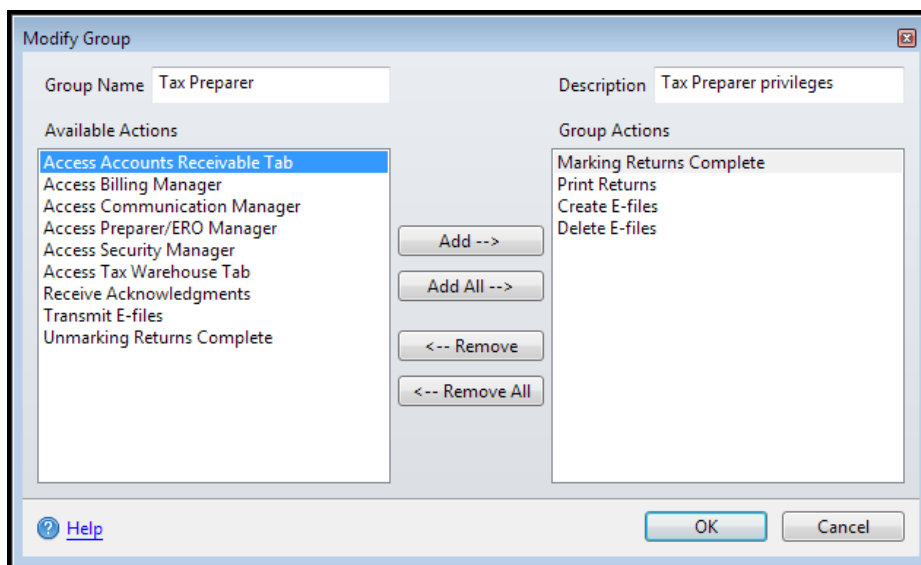 Modify Group
Group Name Tax Preparer Description Tax Preparer privileges
Available Actions
Access Accounts Receivable Tab
Access Billing Manager
Access Communication Manager
Access Preparer/ERO Manager
Access Security Manager
Access Tax Warehouse Tab
Receive Acknowledgments
Transmit E-files
Unmarking Returns Complete
Add -->
Add All -->
<-- Remove
<-- Remove All
Group Actions
Marking Returns Complete
Print Returns
Create E-files
Delete E-files
Help
OK
Cancel